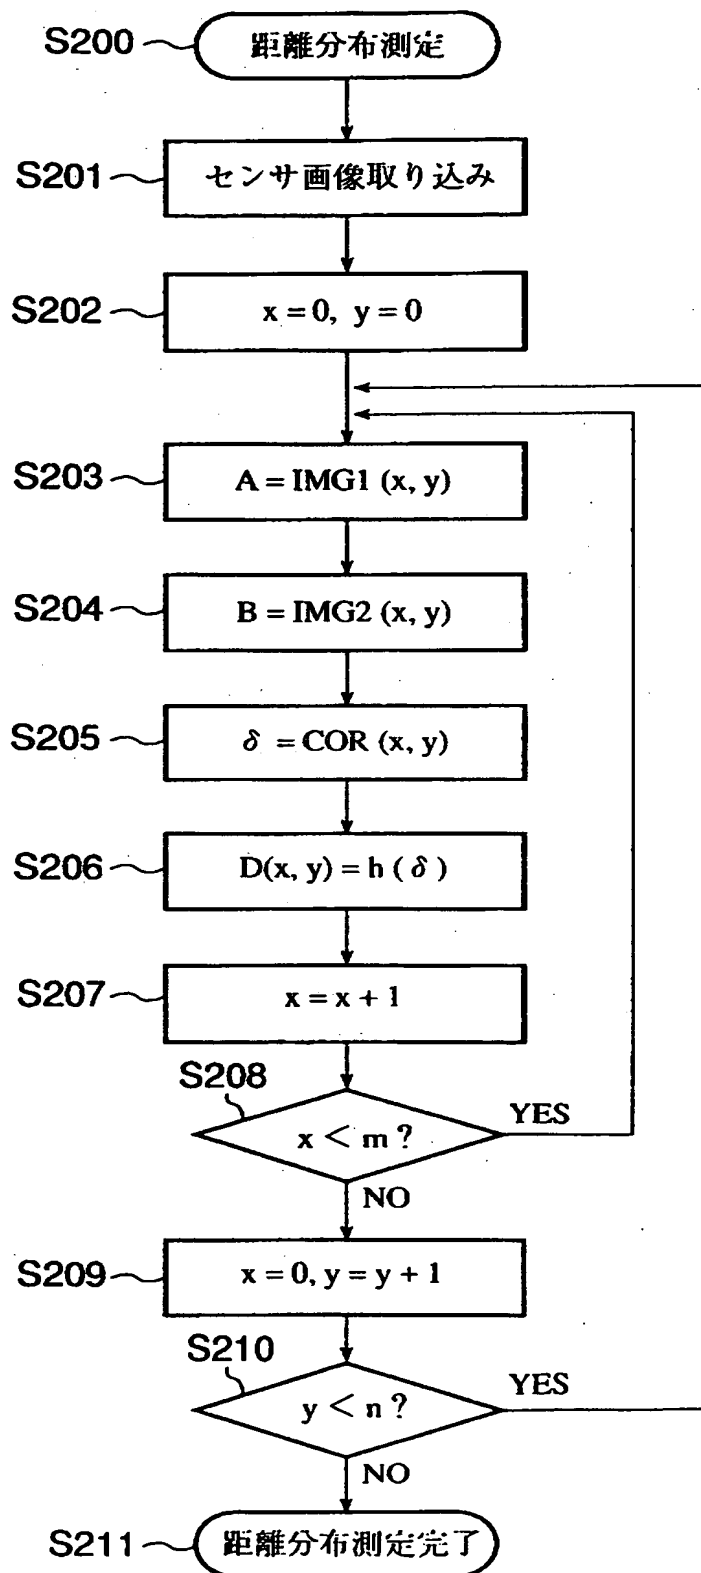 S200
距離分布測定
S201
センサ画像取り込み
S202
x = 0, y = 0
S203
A = IMG1 (x, y)
S204
B = IMG2 (x, y)
S205
δ = COR (x, y)
S206
D(x, y) = h ( δ )
S207
x = x + 1
S208
x < m ?
YES
NO
S209
x = 0, y = y + 1
S210
y < n ?
YES
NO
S211
距離分布測定完了